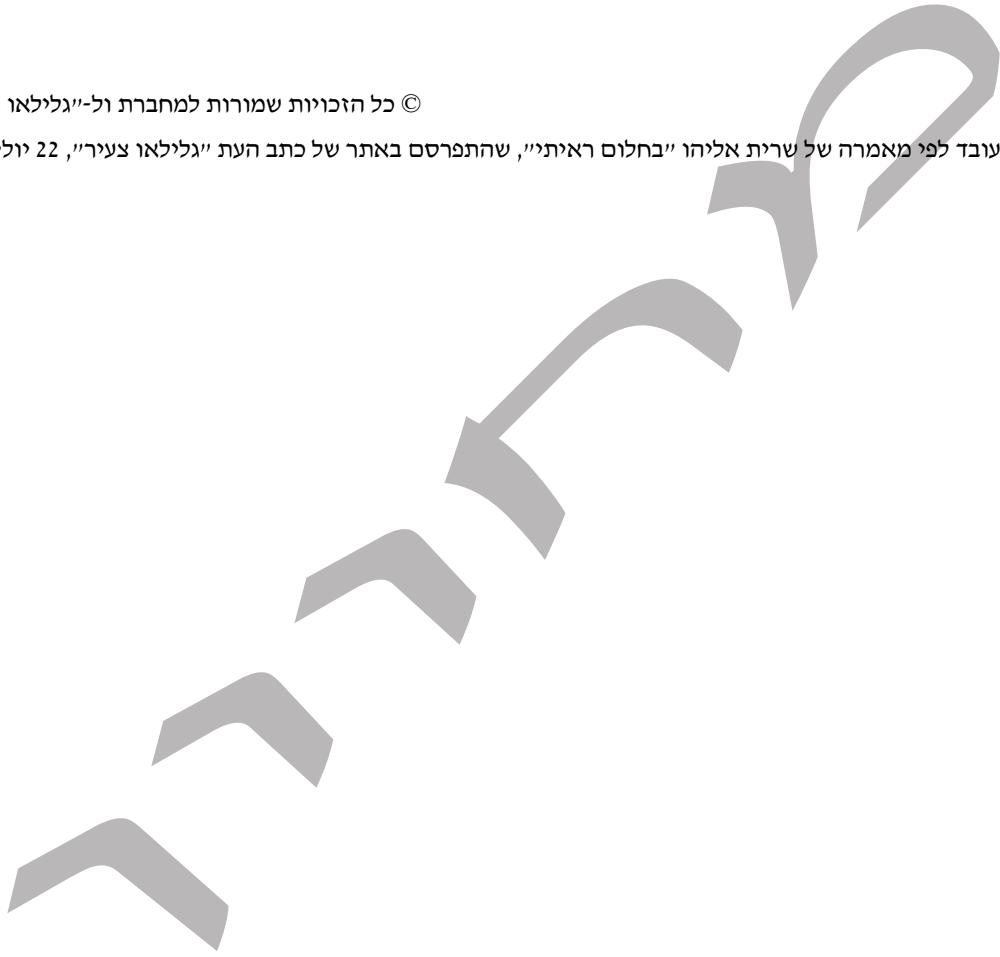 © כל הזכויות שמורות למחברת ול-״גלילאו
עובד לפי מאמרה של שרית אליהו ״בחלום ראיתי״, שהתפרסם באתר של כתב העת ״גלילאו צעיר״, 22